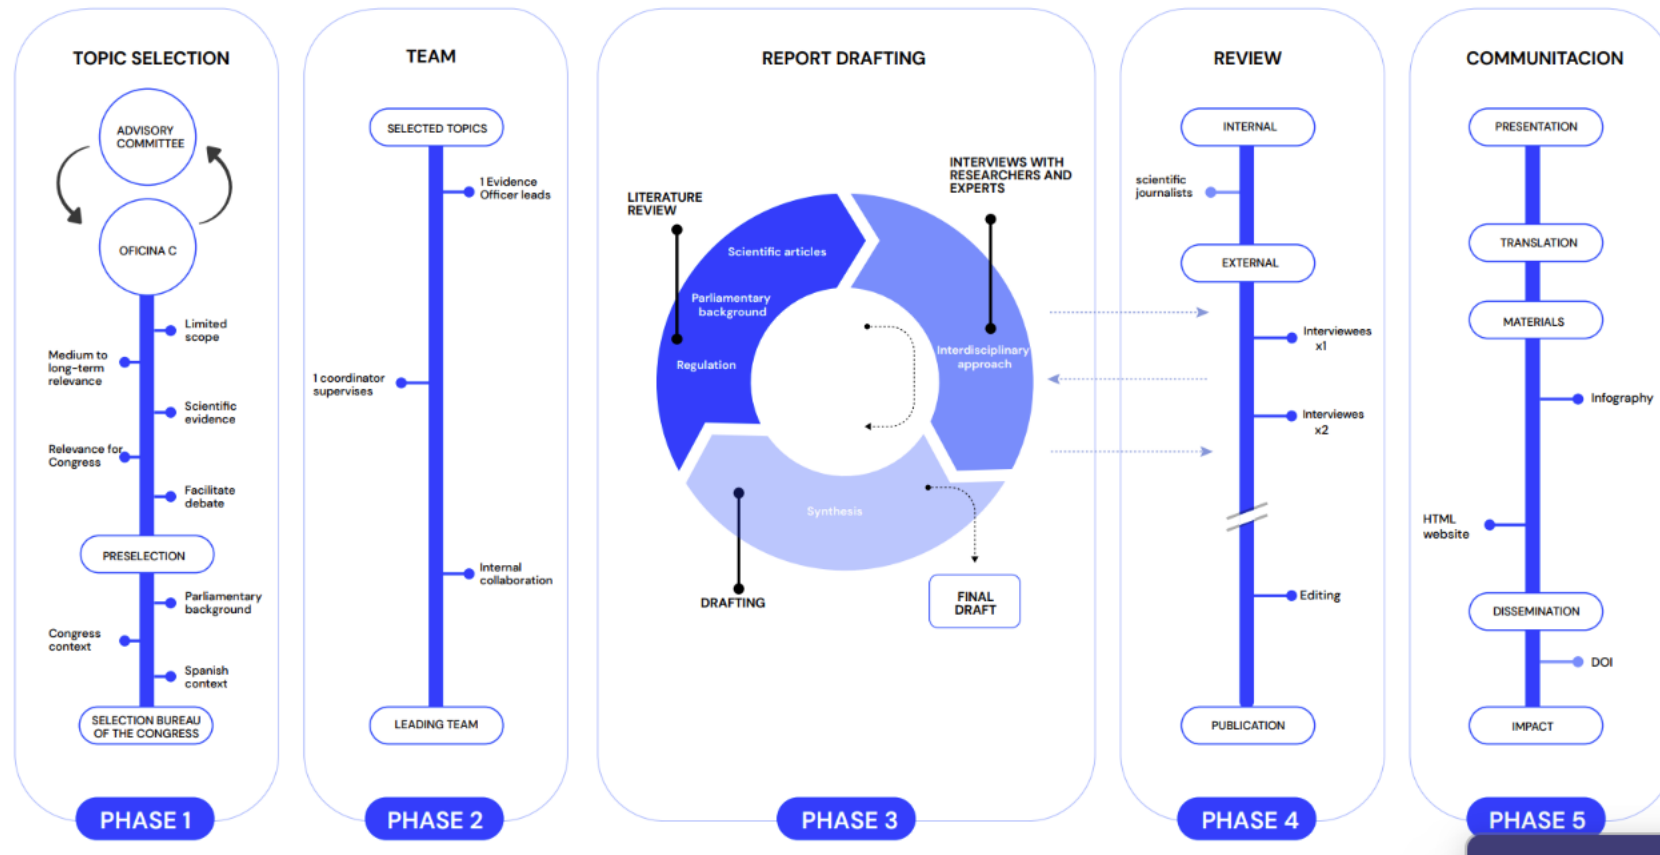 TOPIC SELECTION
ADVISORY
COMMITTEE
OFICINA C
Limited
scope
Medium to
long-term
relevance
Scientific
evidence
Relevance for
Congress
Facilitate
debate
PRESELECTION
Parliamentary
background
Congress
context
Spanish
context
SELECTION BUREAU
OF THE CONGRESS
PHASE 1
TEAM
SELECTED TOPICS
1 Evidence
Officer leads
1 coordinator
supervises
Internal
collaboration
LEADING TEAM
PHASE 2
REPORT DRAFTING
LITERATURE
REVIEW
INTERVIEWS WITH
RESEARCHERS AND
EXPERTS
Scientific articles
Parliamentary
background
Regulation
Interdisciplinary
approach
Synthesis
DRAFTING
FINAL
DRAFT
PHASE 3
REVIEW
INTERNAL
scientific
journalists
EXTERNAL
Interviewees
x1
Interviewes
x2
Editing
PUBLICATION
PHASE 4
COMMUNITACION
PRESENTATION
TRANSLATION
MATERIALS
Infography
HTML
website
DISSEMINATION
DOI
IMPACT
PHASE 5